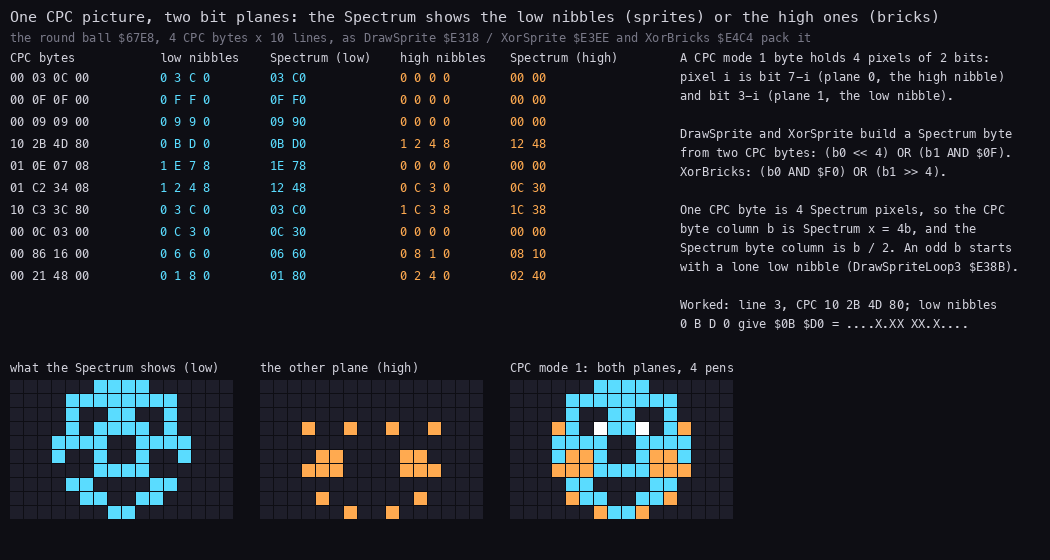 One CPC picture, two bit planes: the Spectrum shows the low nibbles (sprites) or the high ones (bricks)
the round ball $67E8, 4 CPC bytes x 10 lines, as DrawSprite $E318 / XorSprite $E3EE and XorBricks $E4C4 pack it
CPC bytes low nibbles Spectrum (low) high nibbles Spectrum (high)
00 03 0C 00 0 3 C 0 03 C0 0 0 0 0 00 00
00 0F 0F 00 0 F F 0 0F F0 0 0 0 0 00 00
00 09 09 00 0 9 9 0 09 90 0 0 0 0 00 00
10 2B 4D 80 0 B D 0 0B D0 1 2 4 8 12 48
01 0E 07 08 1 E 7 8 1E 78 0 0 0 0 00 00
01 C2 34 08 1 2 4 8 12 48 0 C 3 0 0C 30
10 C3 3C 80 0 3 C 0 03 C0 1 C 3 8 1C 38
00 0C 03 00 0 C 3 0 0C 30 0 0 0 0 00 00
00 86 16 00 0 6 6 0 06 60 0 8 1 0 08 10
00 21 48 00 0 1 8 0 01 80 0 2 4 0 02 40
A CPC mode 1 byte holds 4 pixels of 2 bits:
pixel i is bit 7−i (plane 0, the high nibble)
and bit 3−i (plane 1, the low nibble).
DrawSprite and XorSprite build a Spectrum byte
from two CPC bytes: (b0 << 4) OR (b1 AND $0F).
XorBricks: (b0 AND $F0) OR (b1 >> 4).
One CPC byte is 4 Spectrum pixels, so the CPC
byte column b is Spectrum x = 4b, and the
Spectrum byte column is b / 2. An odd b starts
with a lone low nibble (DrawSpriteLoop3 $E38B).
Worked: line 3, CPC 10 2B 4D 80; low nibbles
0 B D 0 give $0B $D0 = ....X.XX XX.X....
what the Spectrum shows (low) the other plane (high) CPC mode 1: both planes, 4 pens